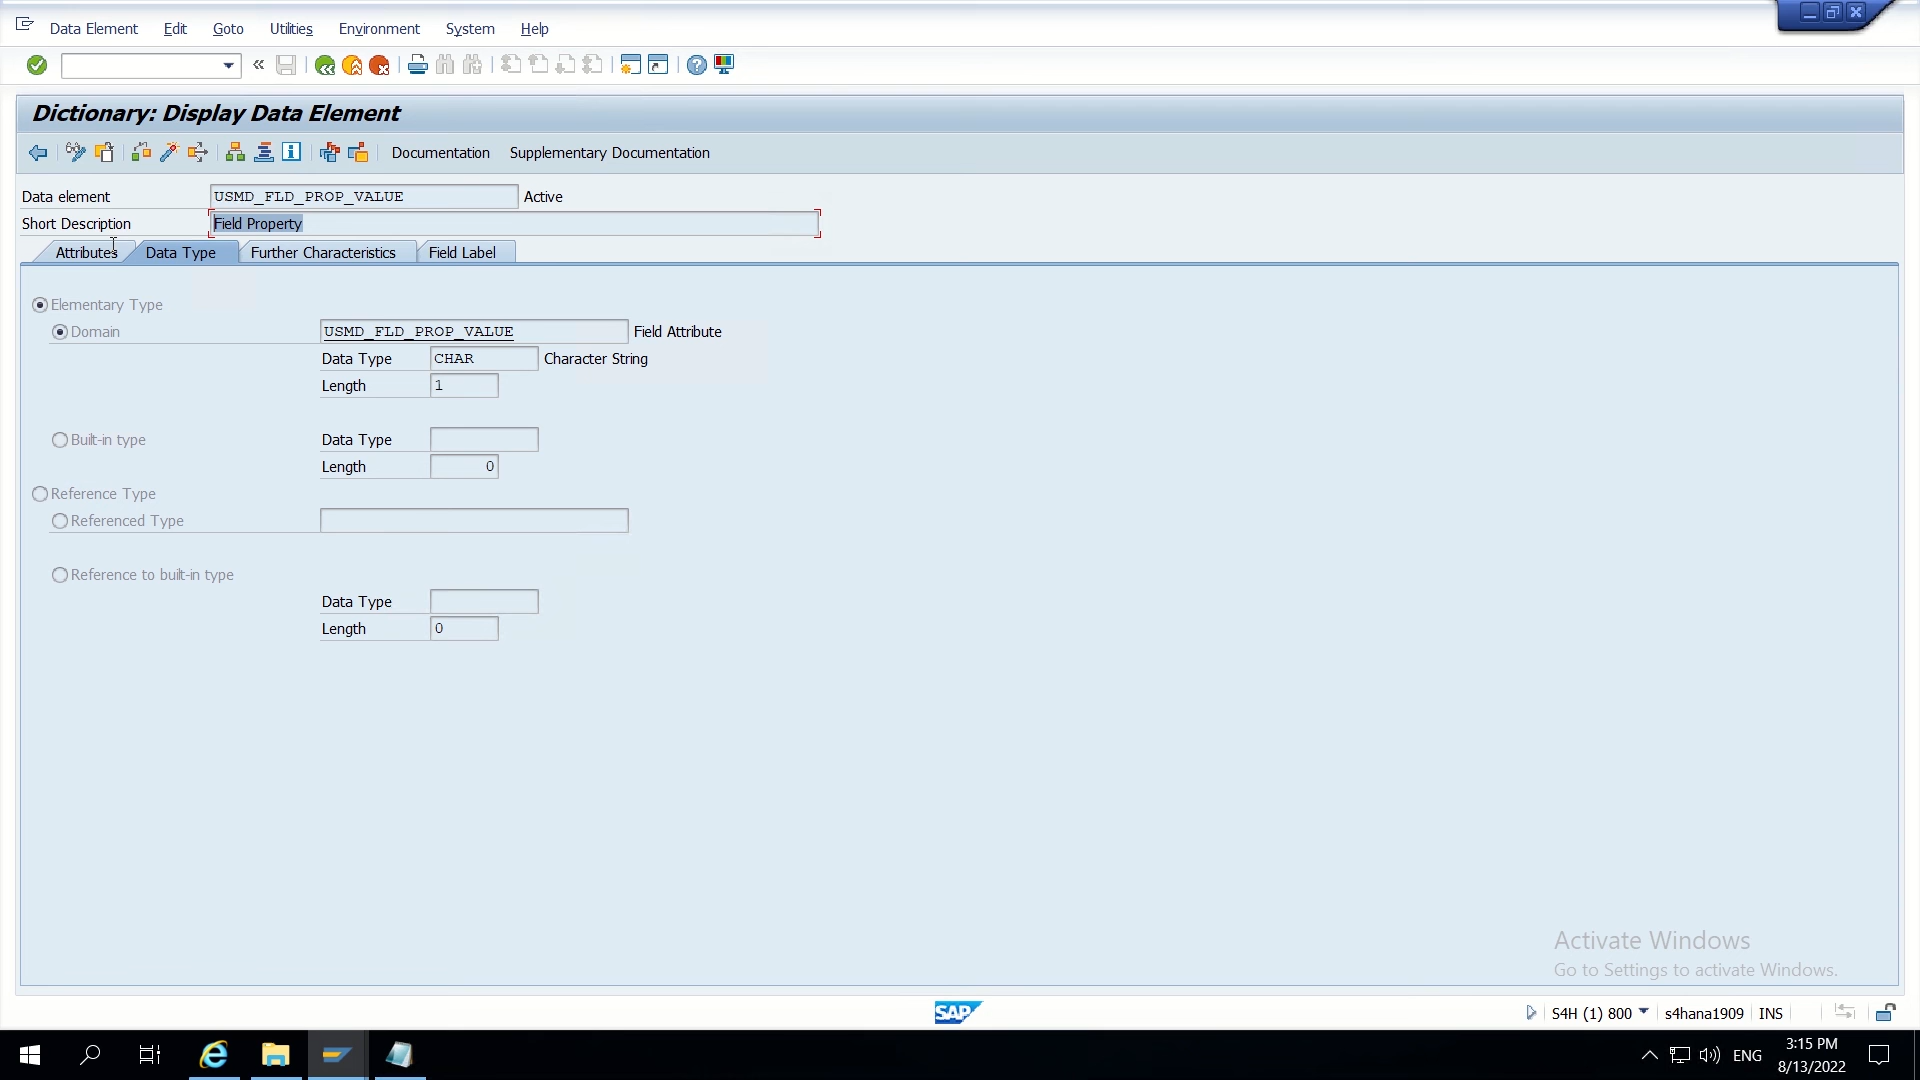 Data Element Edit Goto Utilities Environment System Help
Dictionary: Display Data Element
Documentation Supplementary Documentation
Data element USMD_FLD_PROP_VALUE Active
Short Description Field Property
Attributes Data Type Further Characteristics Field Label
Elementary Type
Domain USMD_FLD_PROP_VALUE Field Attribute
Data Type CHAR Character String
Length 1
Built-in type Data Type
Length 0
Reference Type
Referenced Type
Reference to built-in type
Data Type
Length 0
Activate Windows
Go to Settings to activate Windows.
SAP S4H (1) 800 s4hana1909 INS
ENG 3:15 PM
8/13/2022